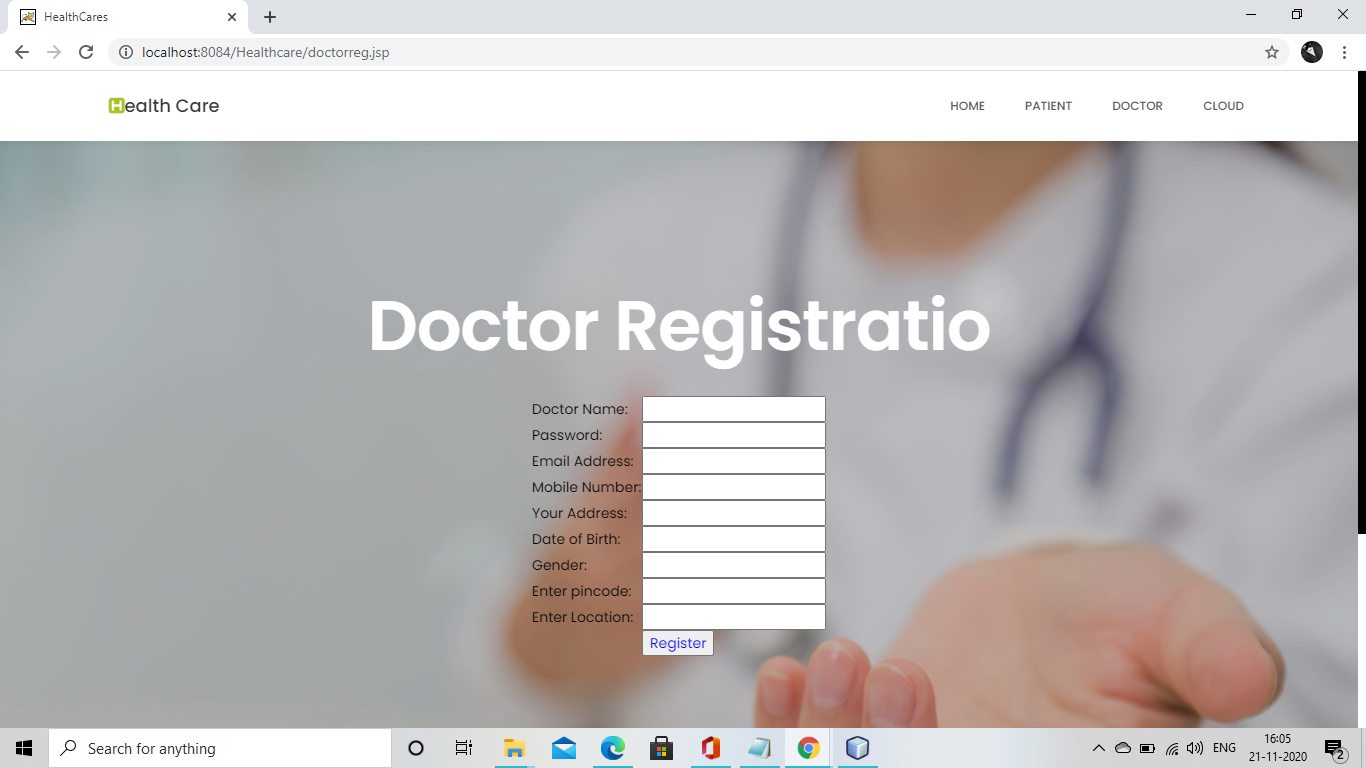 HealthCares
localhost:8084/Healthcare/doctorreg.jsp
Health Care
HOME PATIENT DOCTOR CLOUD
Doctor Registratio
Doctor Name:
Password:
Email Address:
Mobile Number:
Your Address:
Date of Birth:
Gender:
Enter pincode:
Enter Location:
Register
Search for anything
ENG
16:05
21-11-2020
2